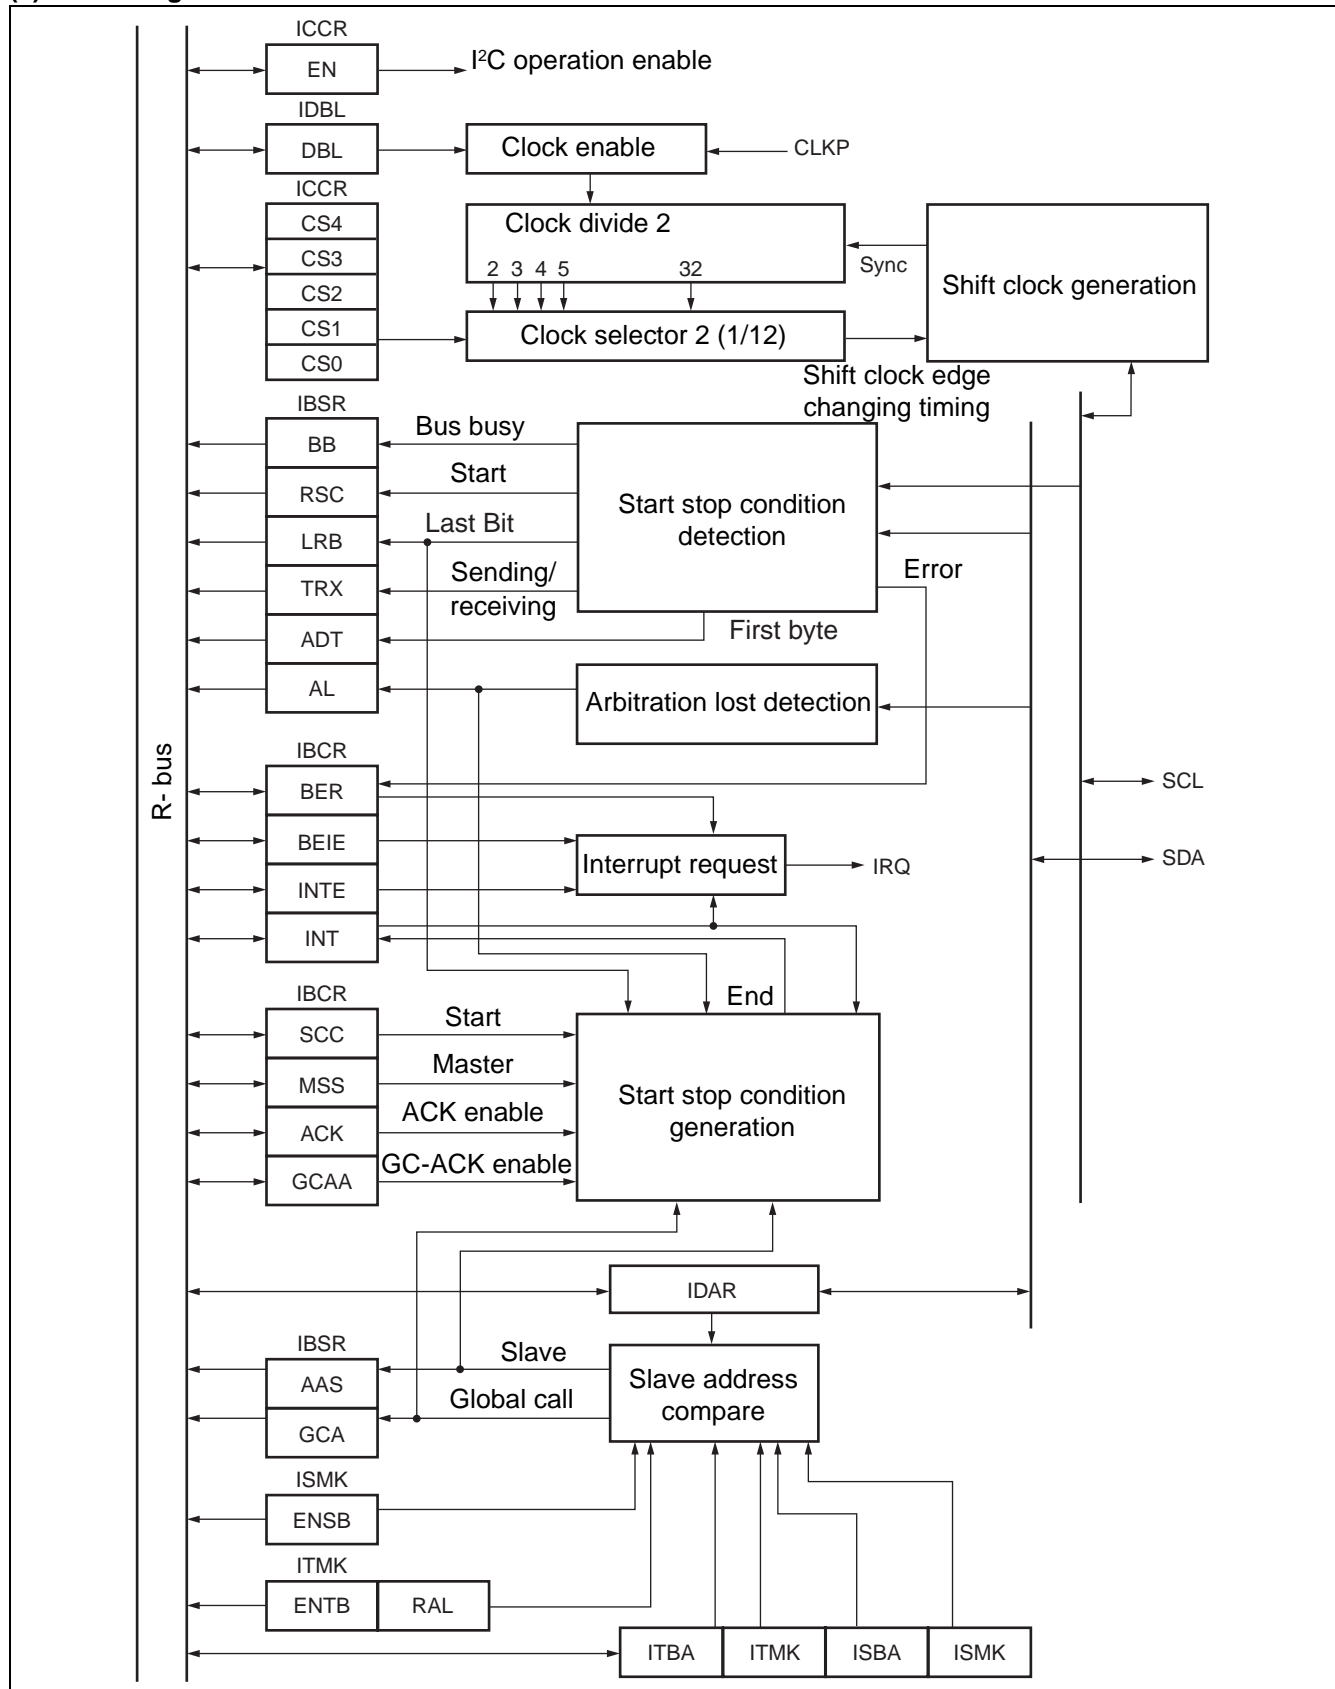 ICCR
EN
I²C operation enable
IDBL
DBL
Clock enable
CLKP
ICCR
CS4
CS3
CS2
CS1
CS0
Clock divide 2
2 3 4 5 32
Sync
Shift clock generation
Clock selector 2 (1/12)
Shift clock edge
changing timing
IBSR
BB
RSC
LRB
TRX
ADT
AL
Bus busy
Start
Last Bit
Sending/
receiving
Start stop condition
detection
Error
First byte
Arbitration lost detection
R- bus
IBCR
BER
BEIE
INTE
INT
Interrupt request
IRQ
SCL
SDA
End
IBCR
SCC
MSS
ACK
GCAA
Start
Master
ACK enable
GC-ACK enable
Start stop condition
generation
IDAR
IBSR
AAS
GCA
Slave
Global call
Slave address
compare
ISMK
ENSB
ITMK
ENTB RAL
ITBA ITMK ISBA ISMK